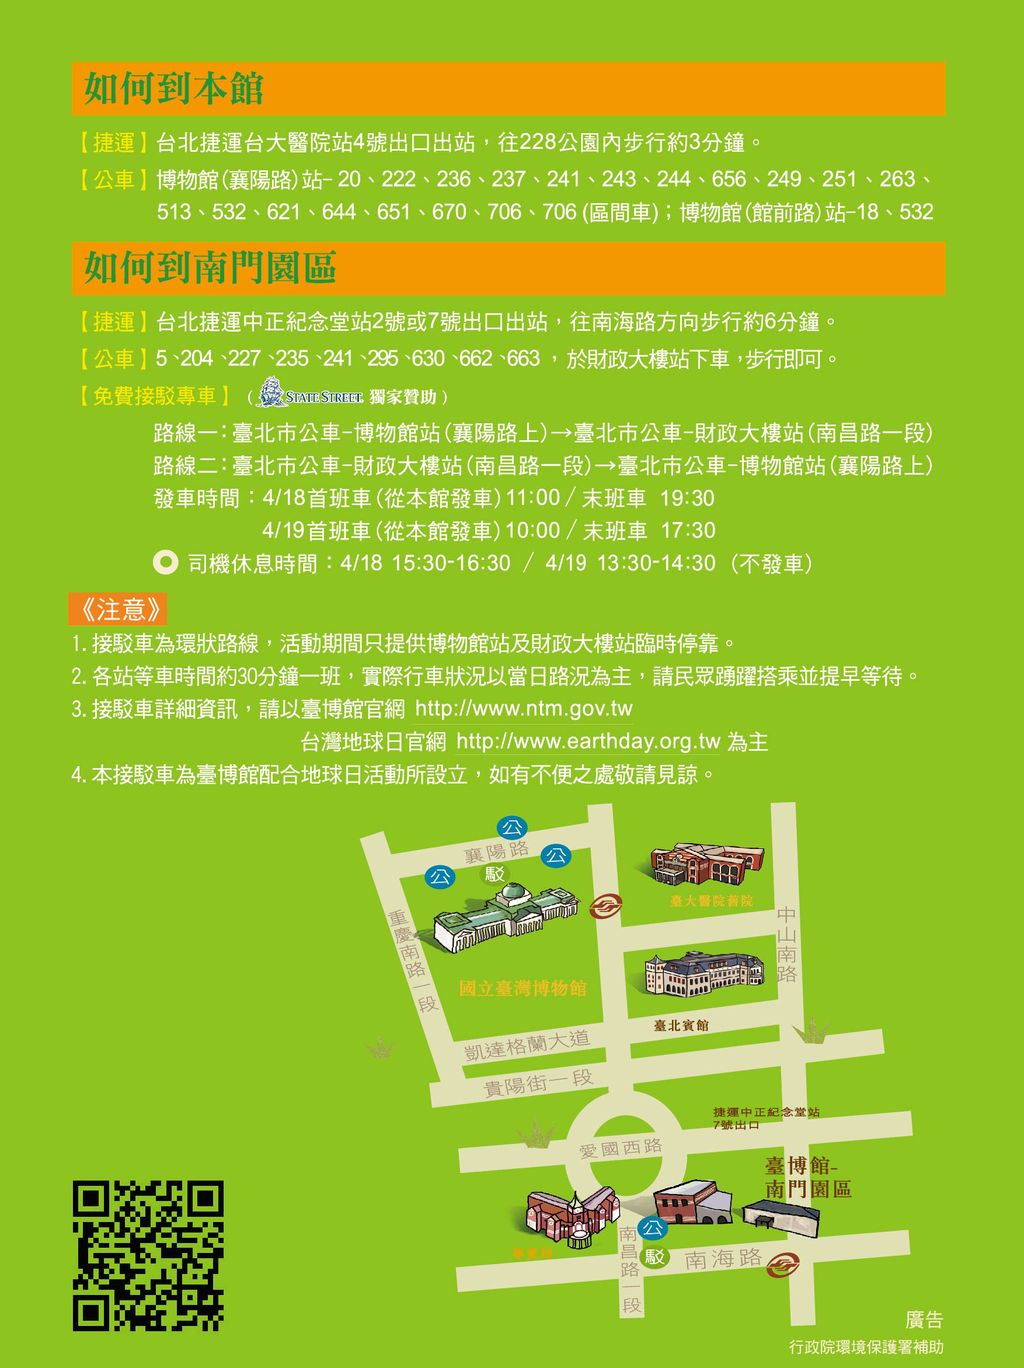 如何到本館
【捷運】台北捷運台大醫院站4號出口出站，往228公園內步行約3分鐘。
【公車】博物館(襄陽路)站- 20、222、236、237、241、243、244、656、249、251、263、
513、532、621、644、651、670、706、706 (區間車)；博物館(館前路)站-18、532
如何到南門園區
【捷運】台北捷運中正紀念堂站2號或7號出口出站，往南海路方向步行約6分鐘。
【公車】5、204、227、235、241、295、630、662、663，於財政大樓站下車，步行即可。
【免費接駁專車】（STATE STREET 獨家贊助）
路線一：臺北市公車-博物館站(襄陽路上)→臺北市公車-財政大樓站(南昌路一段)
路線二：臺北市公車-財政大樓站(南昌路一段)→臺北市公車-博物館站(襄陽路上)
發車時間：4/18首班車(從本館發車)11:00 / 末班車 19:30
4/19首班車(從本館發車)10:00 / 末班車 17:30
司機休息時間：4/18 15:30-16:30 / 4/19 13:30-14:30 (不發車)
《注意》
1. 接駁車為環狀路線，活動期間只提供博物館站及財政大樓站臨時停靠。
2. 各站等車時間約30分鐘一班，實際行車狀況以當日路況為主，請民眾踴躍搭乘並提早等待。
3. 接駁車詳細資訊，請以臺博館官網 http://www.ntm.gov.tw
台灣地球日官網 http://www.earthday.org.tw 為主
4. 本接駁車為臺博館配合地球日活動所設立，如有不便之處敬請見諒。
公
襄陽路
公
公
駁
臺大醫院舊院
中山南路
重慶南路一段
國立臺灣博物館
臺北賓館
凱達格蘭大道
貴陽街一段
捷運中正紀念堂站
7號出口
愛國西路
臺博館-
南門園區
公
南昌路一段
駁
南海路
廣告
行政院環境保護署補助